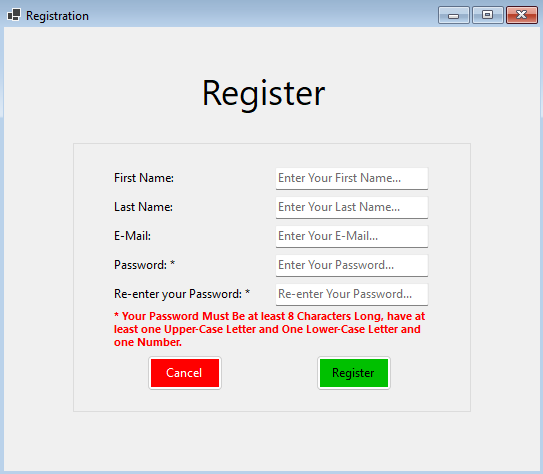 Registration
Register
First Name: Enter Your First Name...
Last Name: Enter Your Last Name...
E-Mail: Enter Your E-Mail...
Password: * Enter Your Password...
Re-enter your Password: * Re-enter Your Password...
* Your Password Must Be at least 8 Characters Long, have at
least one Upper-Case Letter and One Lower-Case Letter and
one Number.
Cancel Register